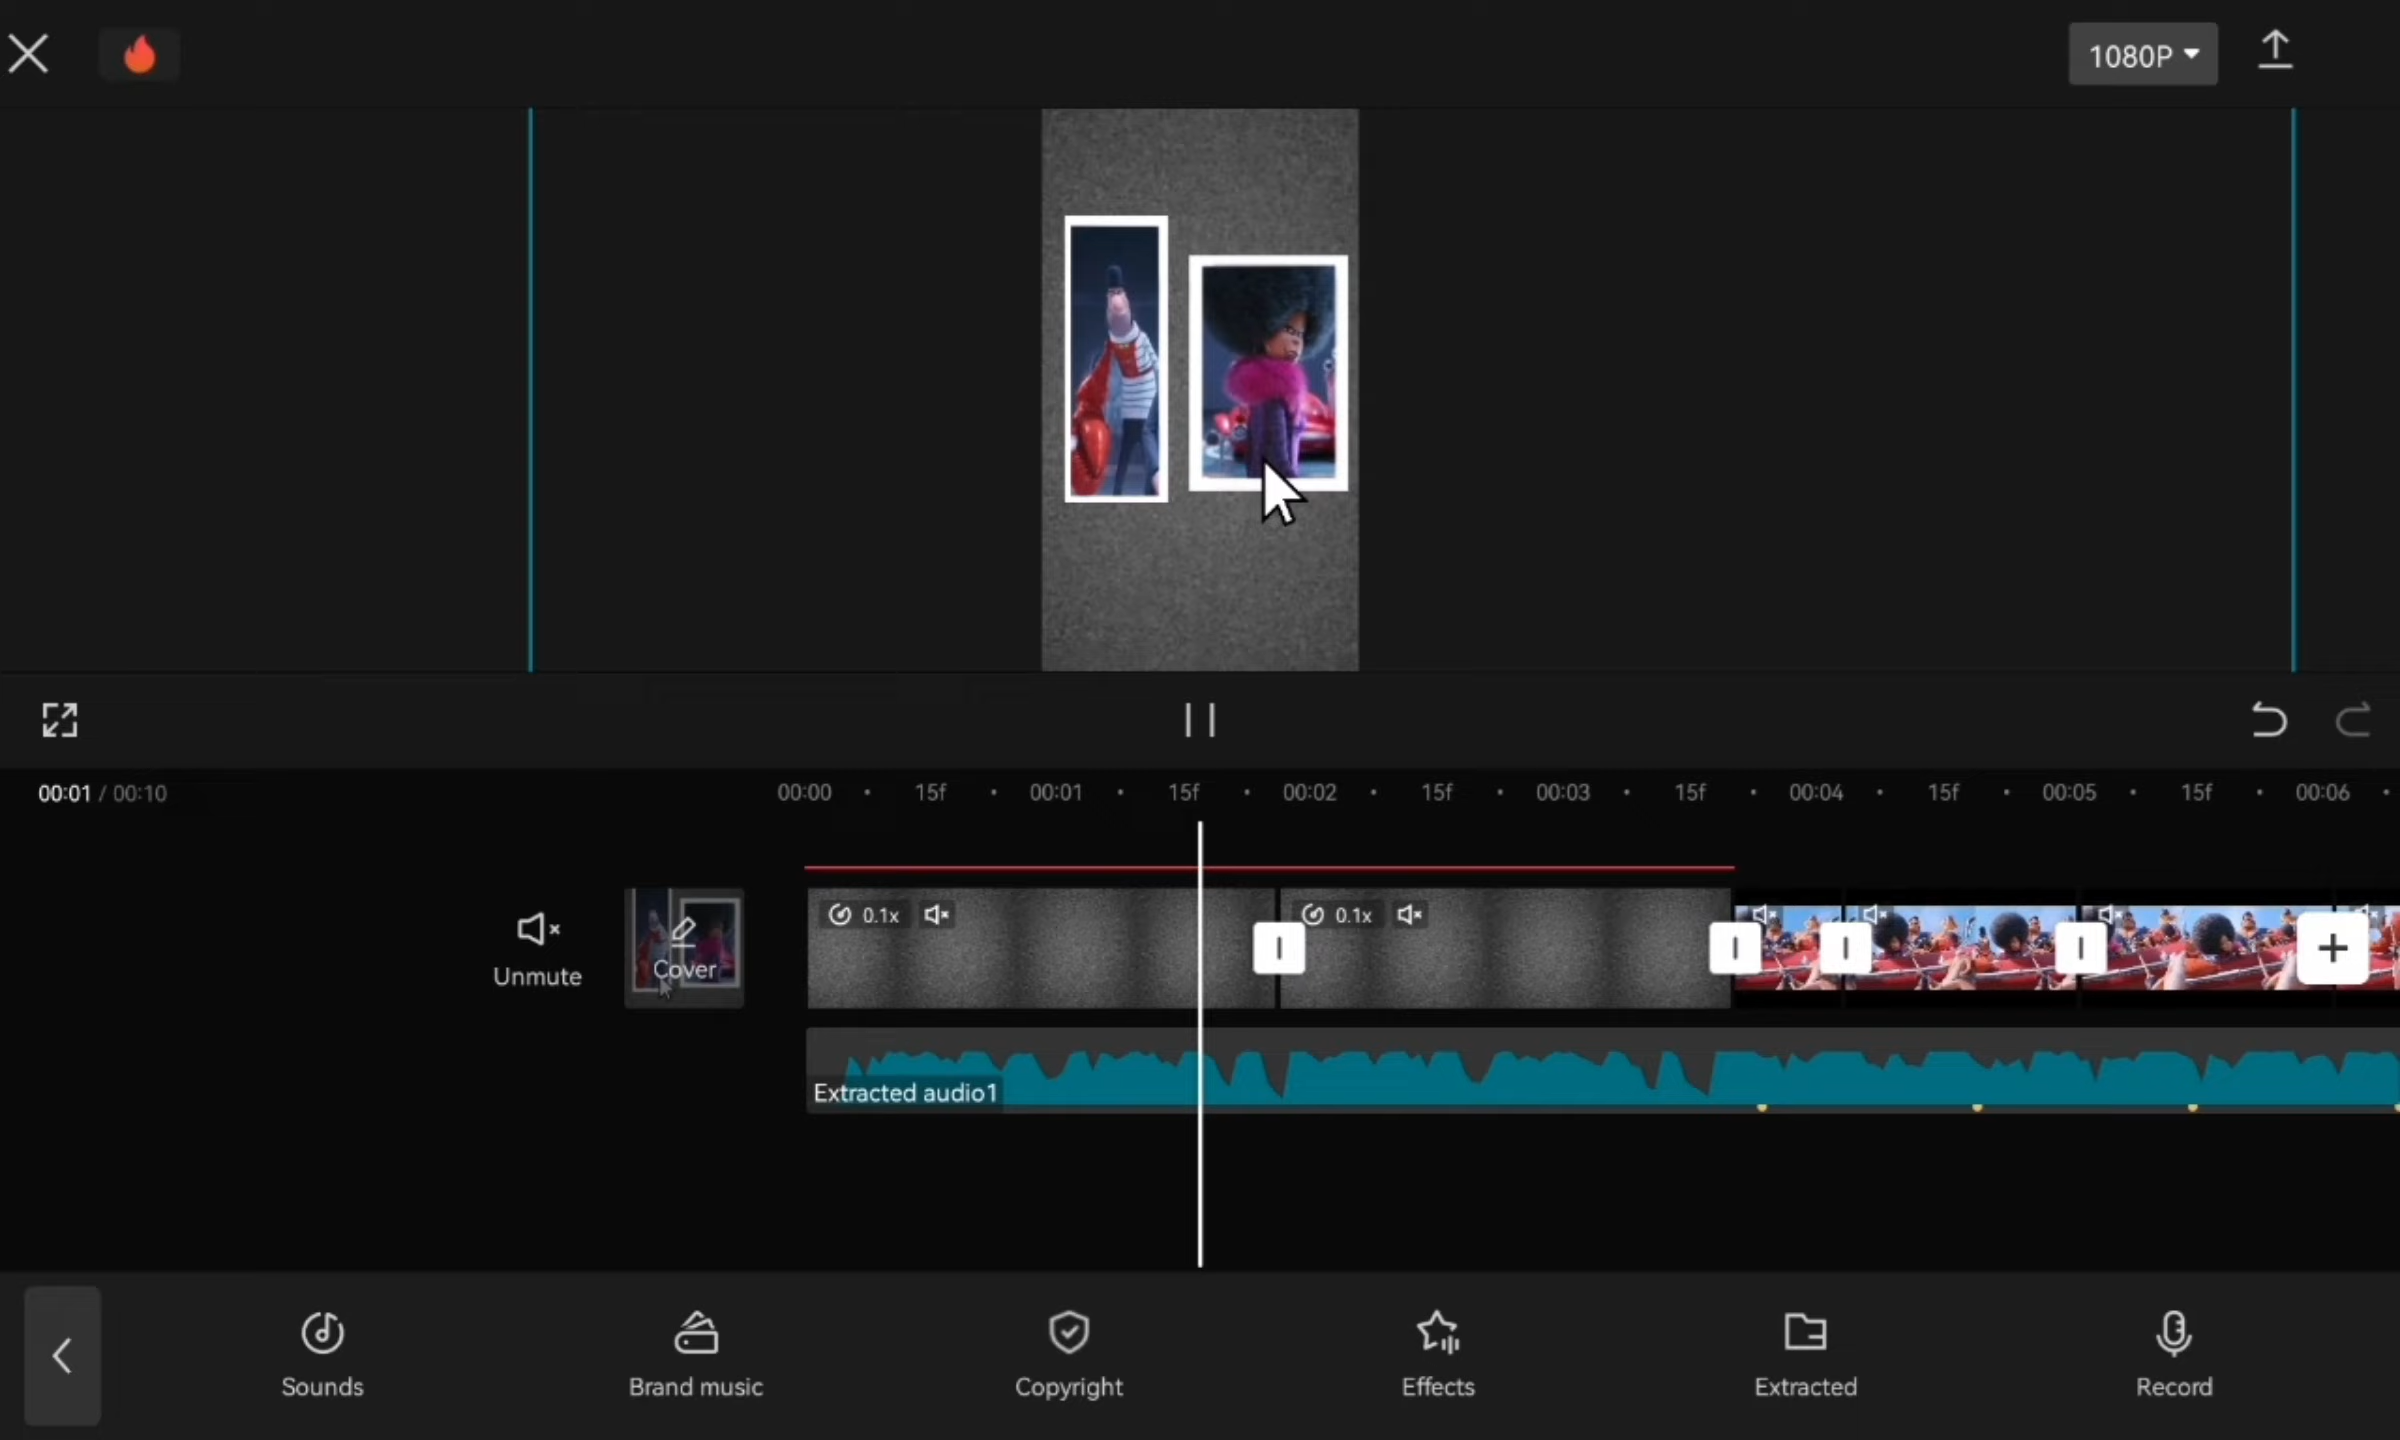 1080P
00:01 / 00:10
00:00 15f 00:01 15f 00:02 15f 00:03 15f 00:04 15f 00:05 15f 00:06
0.1x
0.1x
Unmute
Cover
Extracted audio1
Sounds
Brand music
Copyright
Effects
Extracted
Record